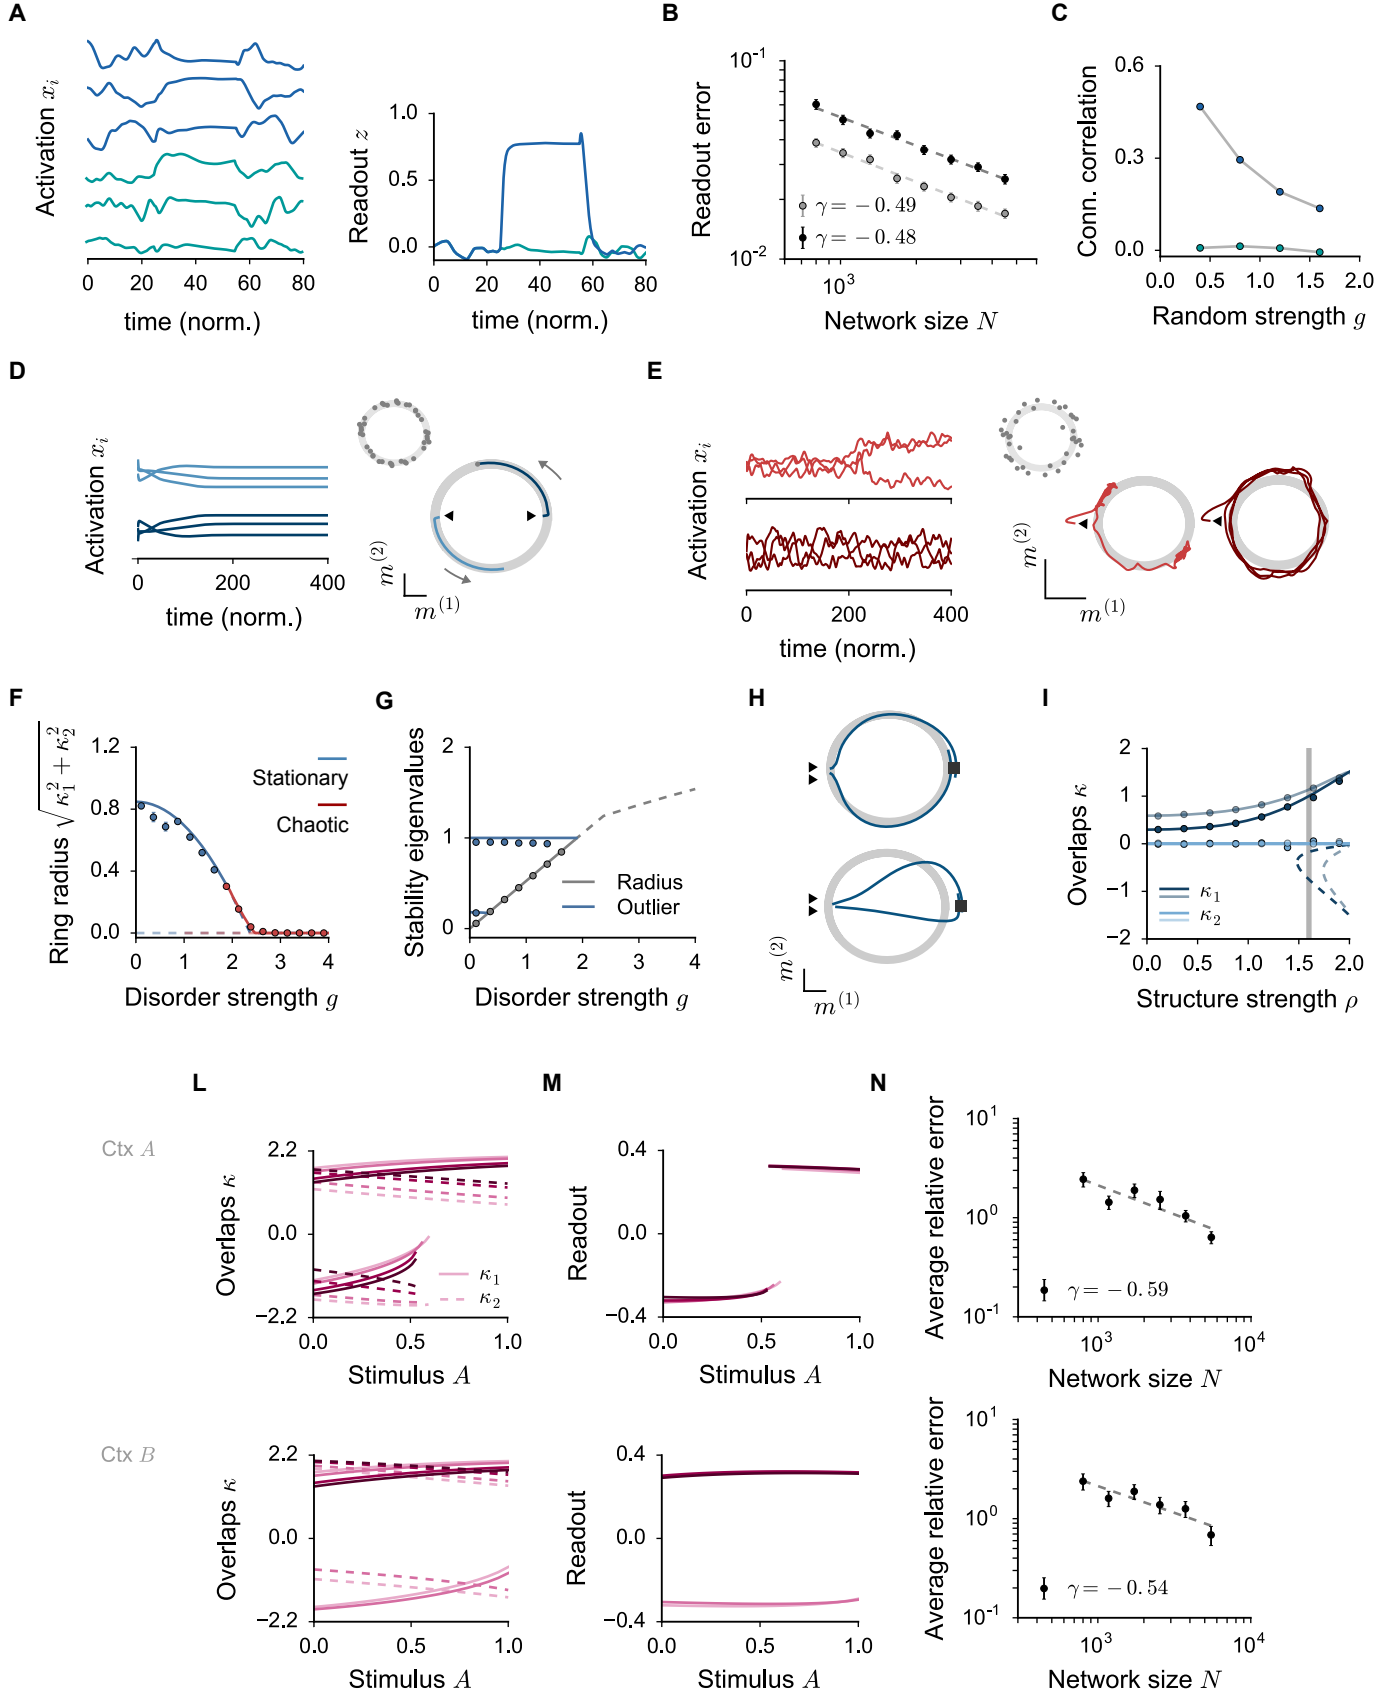 A
Activation x_i
0 20 40 60 80
time (norm.)
Readout z
1.0
0.5
0.0
0 20 40 60 80
time (norm.)
B
Readout error
10^−1
10^−2
γ = − 0.49
γ = − 0.48
10^3
Network size N
C
Conn. correlation
0.6
0.3
0.0
0.0 0.5 1.0 1.5 2.0
Random strength g
D
Activation x_i
0 200 400
time (norm.)
m^(2)
m^(1)
E
Activation x_i
0 200 400
time (norm.)
m^(2)
m^(1)
F
Ring radius √κ_1^2 + κ_2^2
1.2
0.8
0.4
0.0
Stationary
Chaotic
0 1 2 3 4
Disorder strength g
G
Stability eigenvalues
2
1
0
Radius
Outlier
0 2 4
Disorder strength g
H
m^(2)
m^(1)
I
Overlaps κ
2
1
0
−1
−2
κ_1
κ_2
0.0 0.5 1.0 1.5 2.0
Structure strength ρ
L
Ctx A
Overlaps κ
2.2
0.0
−2.2
κ_1
κ_2
0.0 0.5 1.0
Stimulus A
M
Readout
0.4
0.0
−0.4
0.0 0.5 1.0
Stimulus A
N
Average relative error
10^1
10^0
10^−1
γ = − 0.59
10^3 10^4
Network size N
Ctx B
Overlaps κ
2.2
0.0
−2.2
0.0 0.5 1.0
Stimulus A
Readout
0.4
0.0
−0.4
0.0 0.5 1.0
Stimulus A
Average relative error
10^1
10^0
10^−1
γ = − 0.54
10^3 10^4
Network size N